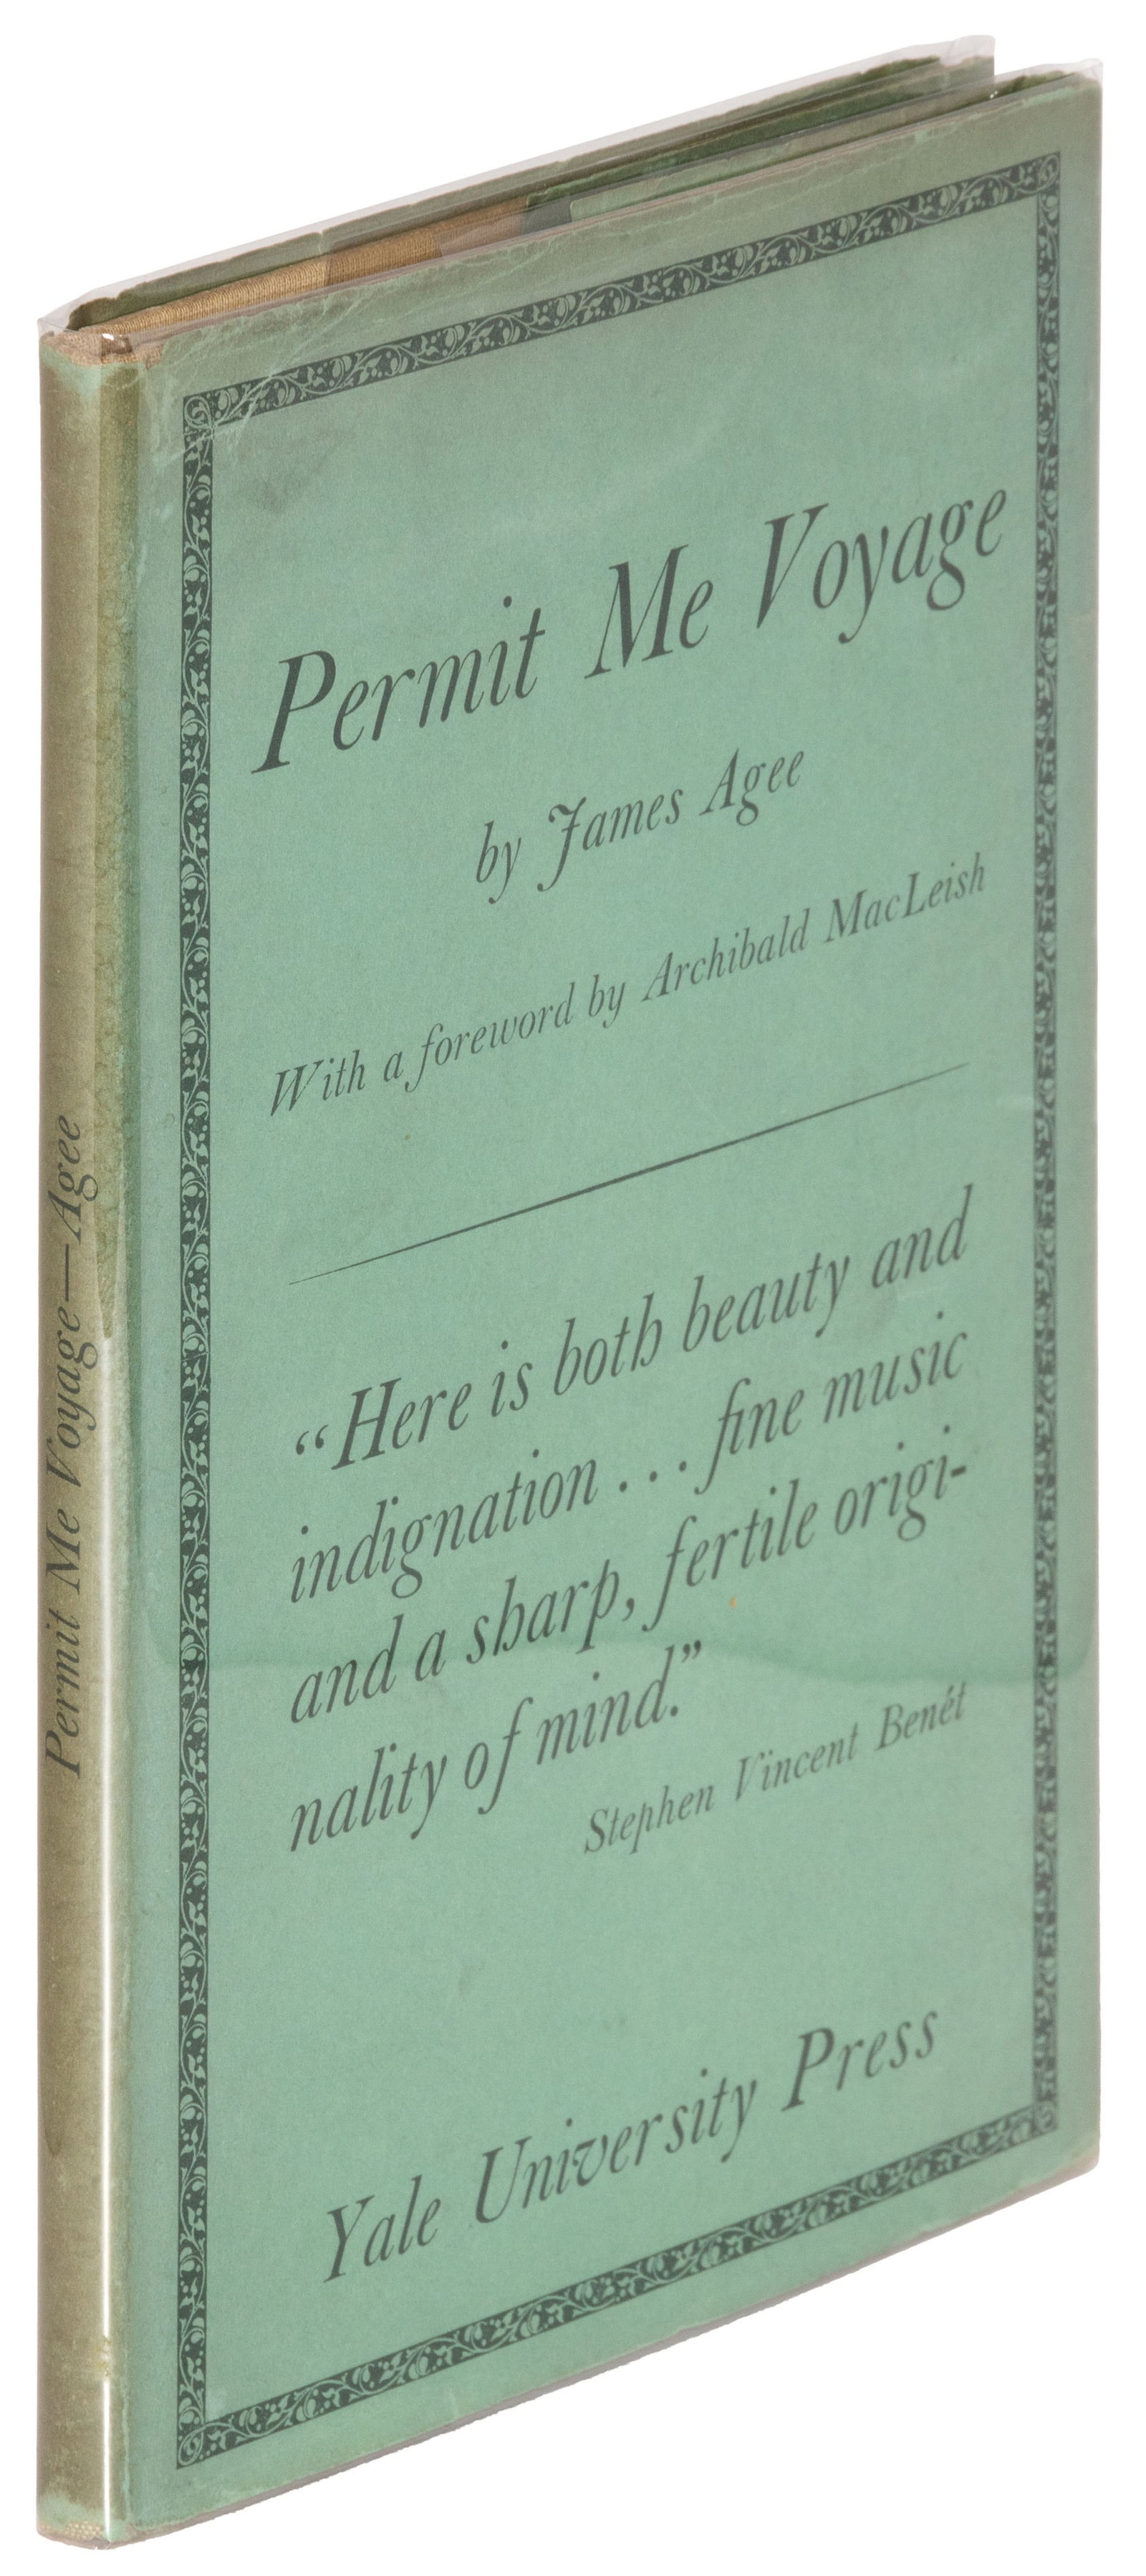 Permit Me Voyage—Agee
Permit Me Voyage
by James Agee
With a foreword by Archibald MacLeish
“Here is both beauty and
indignation . . . fine music
and a sharp, fertile origi-
nality of mind.”
Stephen Vincent Benét
Yale University Press